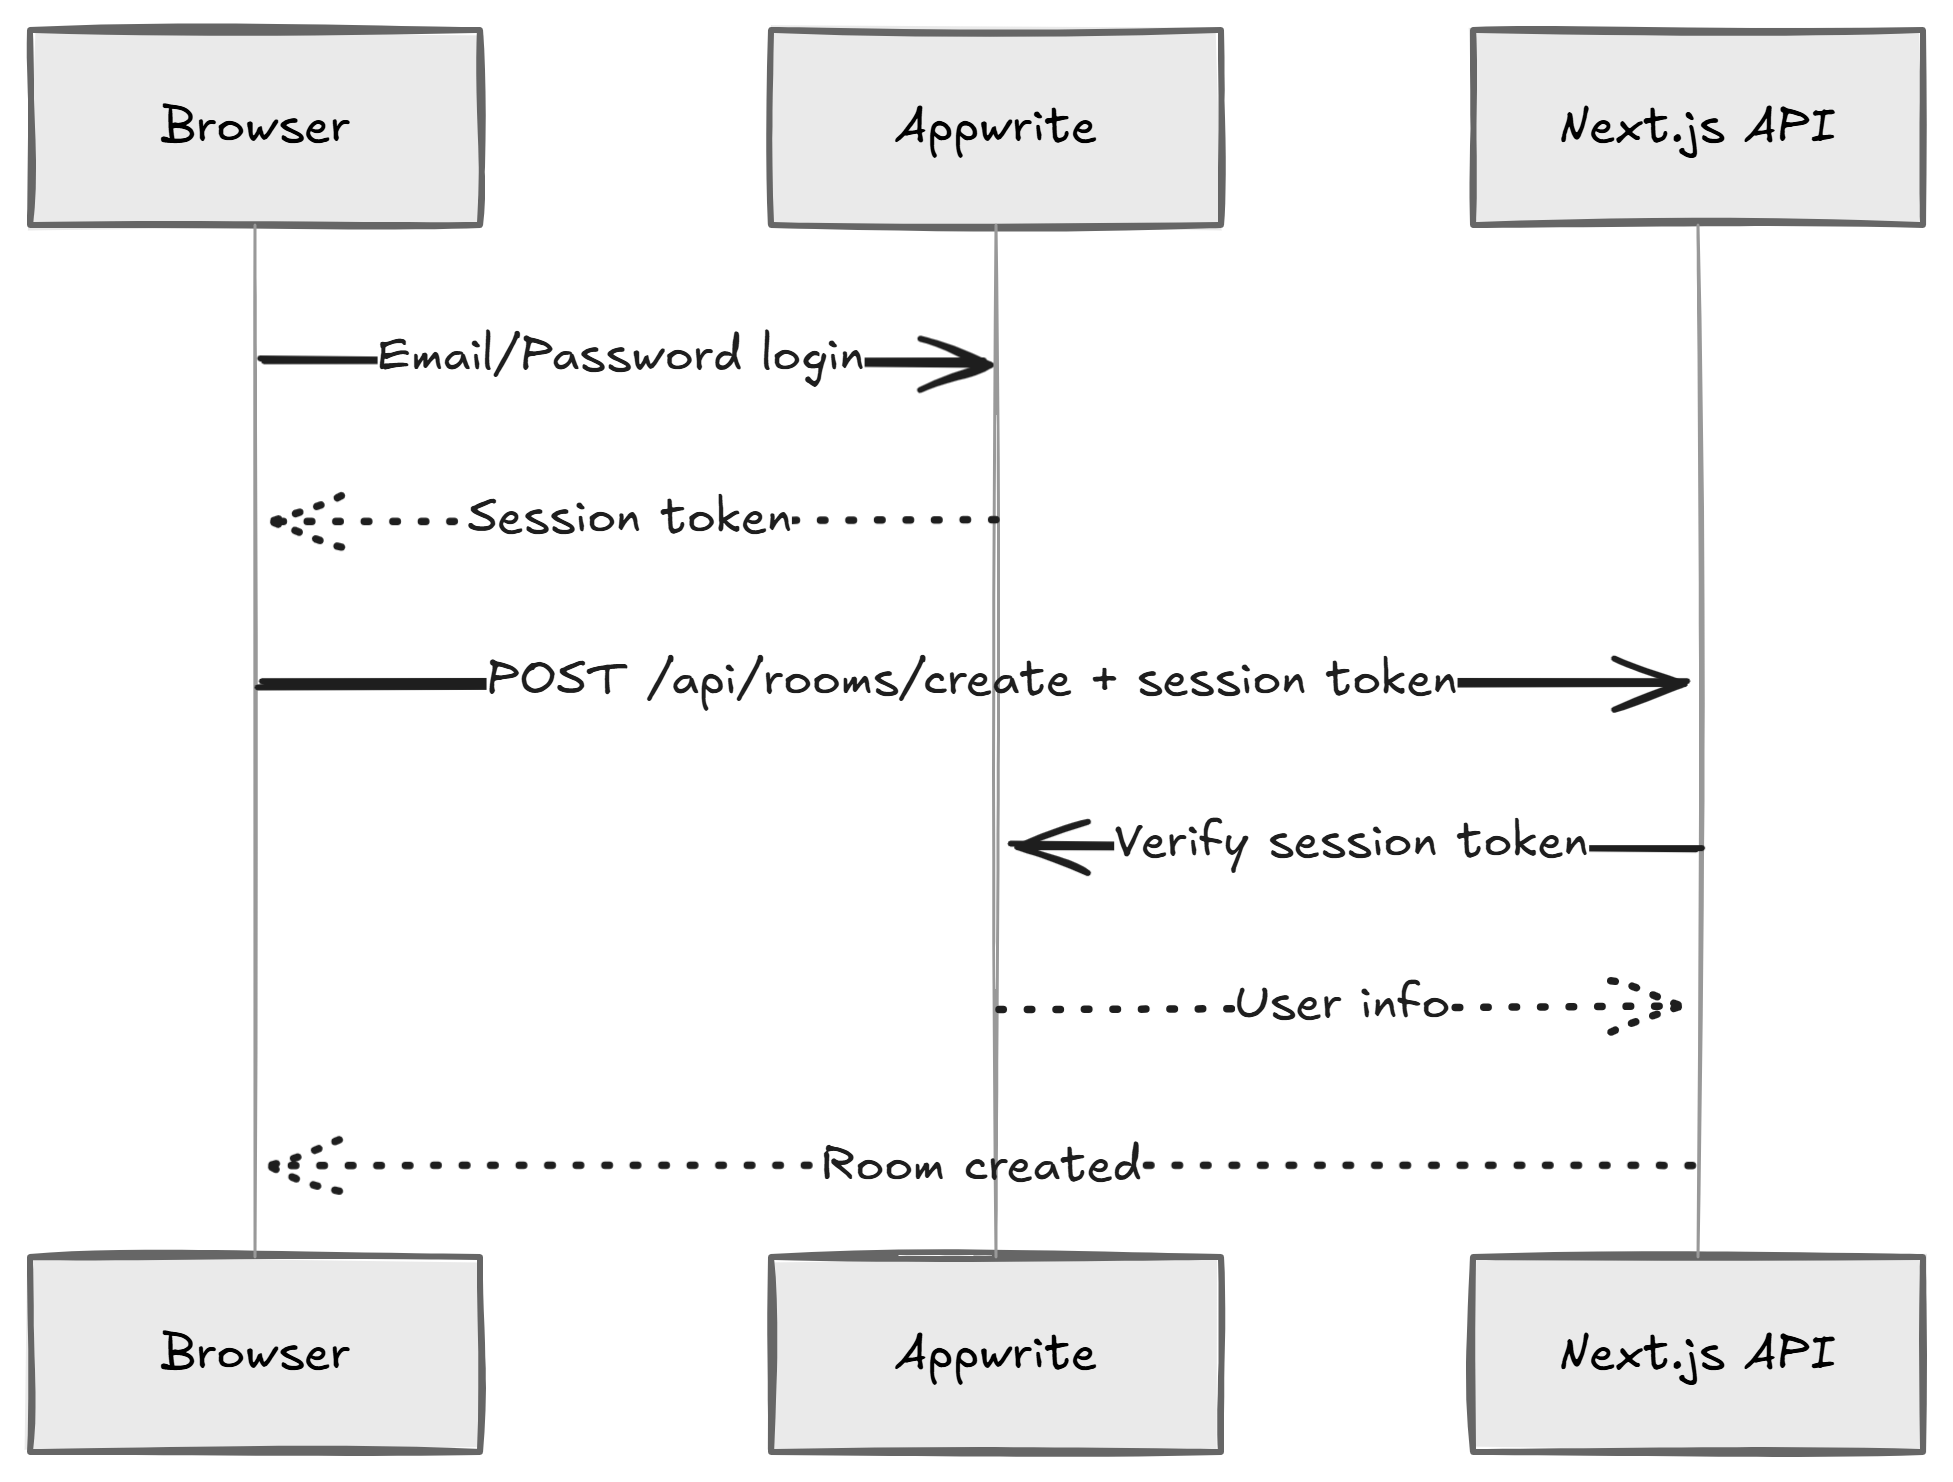 Browser
Appwrite
Next.js API
Email/Password login
Session token
POST /api/rooms/create + session token
Verify session token
User info
Room created
Browser
Appwrite
Next.js API